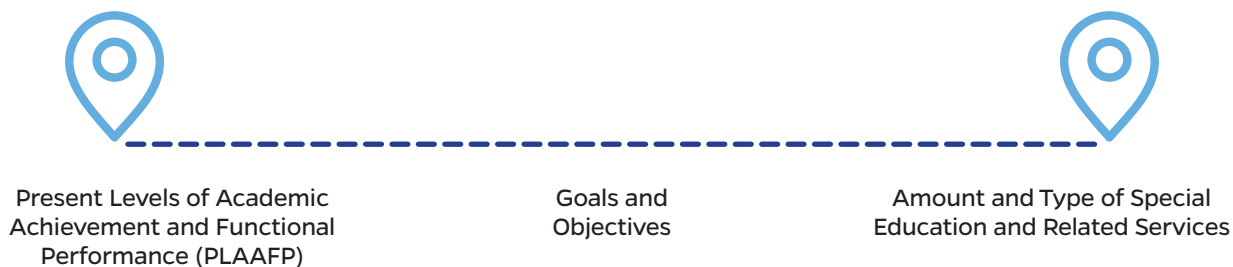 Present Levels of Academic
Achievement and Functional
Performance (PLAAFP)
Goals and
Objectives
Amount and Type of Special
Education and Related Services